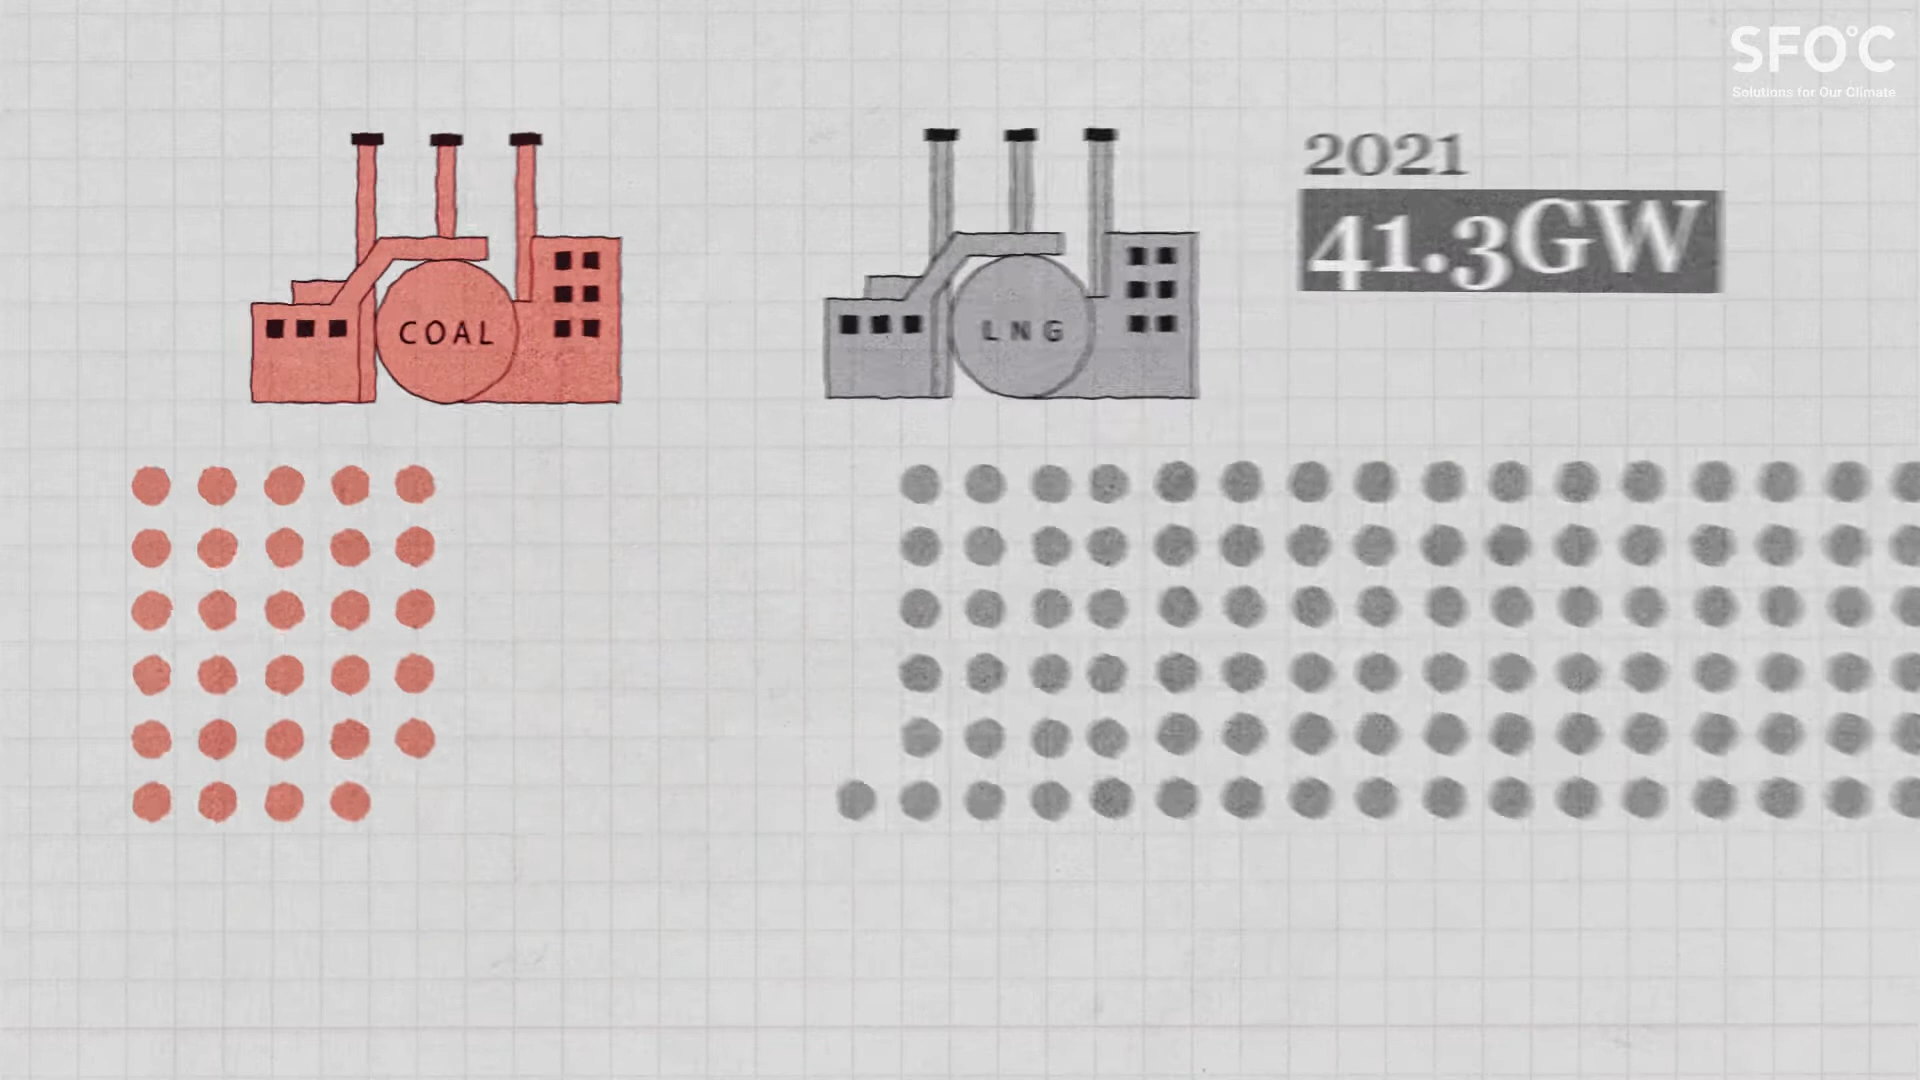 SFO°C
Solutions for Our Climate
2021
41.3GW
COAL
LNG